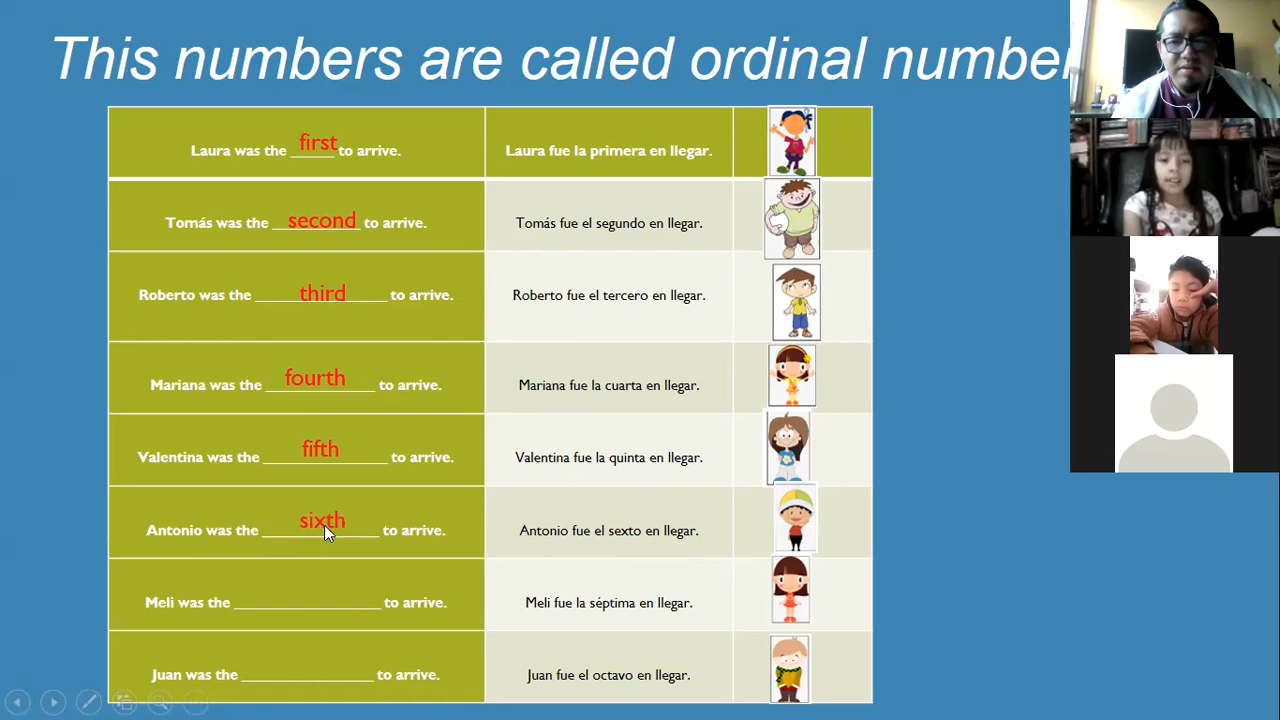 This numbers are called ordinal number
Laura was the first to arrive. Laura fue la primera en llegar.
Tomás was the second to arrive. Tomás fue el segundo en llegar.
Roberto was the third to arrive. Roberto fue el tercero en llegar.
Mariana was the fourth to arrive. Mariana fue la cuarta en llegar.
Valentina was the fifth to arrive. Valentina fue la quinta en llegar.
Antonio was the sixth to arrive. Antonio fue el sexto en llegar.
Meli was the ____________________ to arrive. Meli fue la séptima en llegar.
Juan was the __________________ to arrive. Juan fue el octavo en llegar.